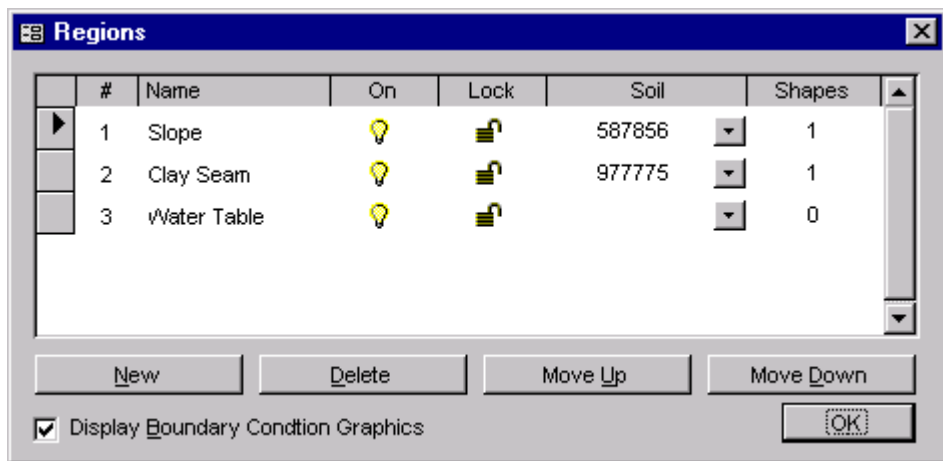 Regions
# Name On Lock Soil Shapes
1 Slope 587856 1
2 Clay Seam 977775 1
3 Water Table 0
New Delete Move Up Move Down
Display Boundary Condtion Graphics OK